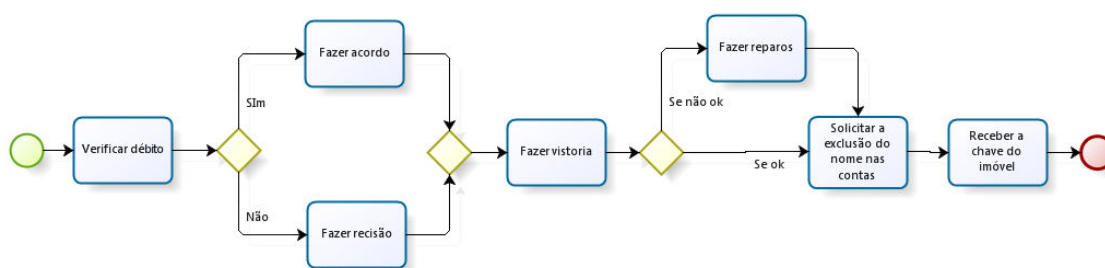 Verificar débito
SIm
Não
Fazer acordo
Fazer recisão
Fazer vistoria
Se não ok
Se ok
Fazer reparos
Solicitar a
exclusão do
nome nas
contas
Receber a
chave do
imóvel